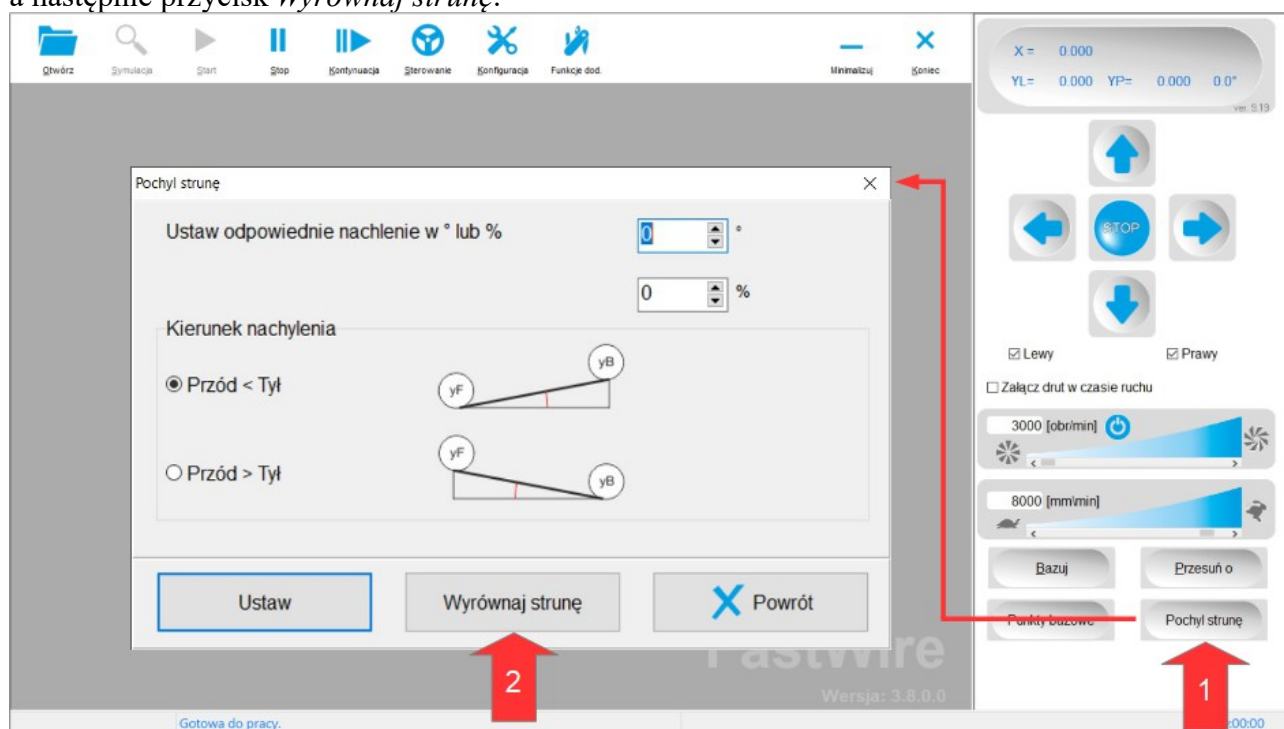 a następnie przycisk Wyrównaj strunę.
Otwórz Symulacja Start Stop Kontynuacja Sterowanie Konfiguracja Funkcje dod. Minimalizuj Koniec
X = 0.000
YL= 0.000 YP= 0.000 0.0°
ver. 9.19
Pochyl strunę
Ustaw odpowiednie nachlenie w ° lub %
0 °
0 %
Kierunek nachylenia
Przód < Tył
yF yB
Przód > Tył
yF yB
Ustaw Wyrównaj strunę Powrót
STOP
Lewy Prawy
Załącz drut w czasie ruchu
3000 [obr/min]
8000 [mm\min]
Bazuj Przesuń o
Punkty bazowe Pochyl strunę
1
2
FastWire
Wersja: 3.8.0.0
Gotowa do pracy.
:00:00